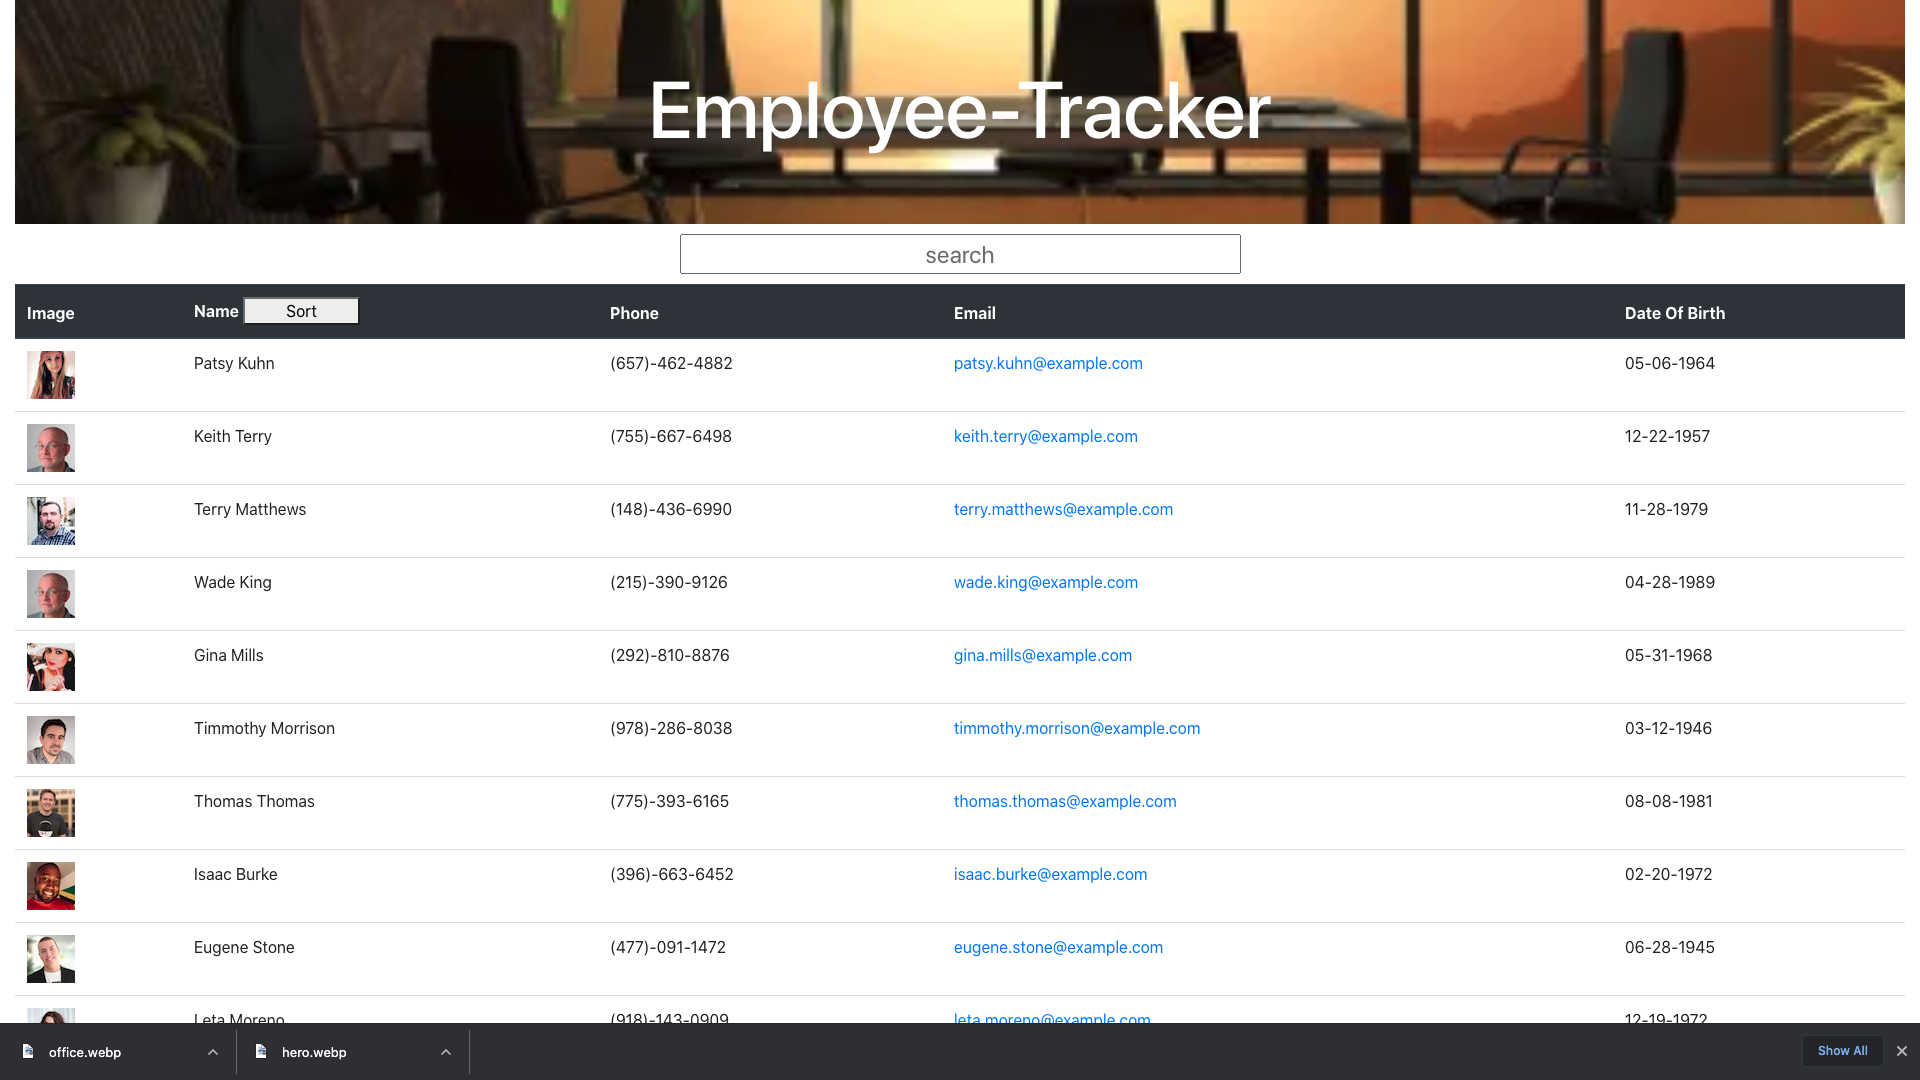 Employee-Tracker
search
Image Name Sort Phone Email Date Of Birth
Patsy Kuhn (657)-462-4882 patsy.kuhn@example.com 05-06-1964
Keith Terry (755)-667-6498 keith.terry@example.com 12-22-1957
Terry Matthews (148)-436-6990 terry.matthews@example.com 11-28-1979
Wade King (215)-390-9126 wade.king@example.com 04-28-1989
Gina Mills (292)-810-8876 gina.mills@example.com 05-31-1968
Timmothy Morrison (978)-286-8038 timmothy.morrison@example.com 03-12-1946
Thomas Thomas (775)-393-6165 thomas.thomas@example.com 08-08-1981
Isaac Burke (396)-663-6452 isaac.burke@example.com 02-20-1972
Eugene Stone (477)-091-1472 eugene.stone@example.com 06-28-1945
Leta Moreno (918)-143-0909 leta.moreno@example.com 12-19-1972
office.webp hero.webp Show All